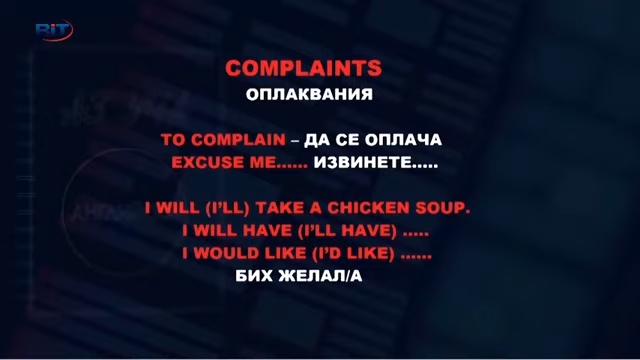 RiT
COMPLAINTS
ОПЛАКВАНИЯ
TO COMPLAIN – ДА СЕ ОПЛАЧА
EXCUSE ME...... ИЗВИНЕТЕ.....
I WILL (I'LL) TAKE A CHICKEN SOUP.
I WILL HAVE (I'LL HAVE) .....
I WOULD LIKE (I'D LIKE) ......
БИХ ЖЕЛАЛ/А